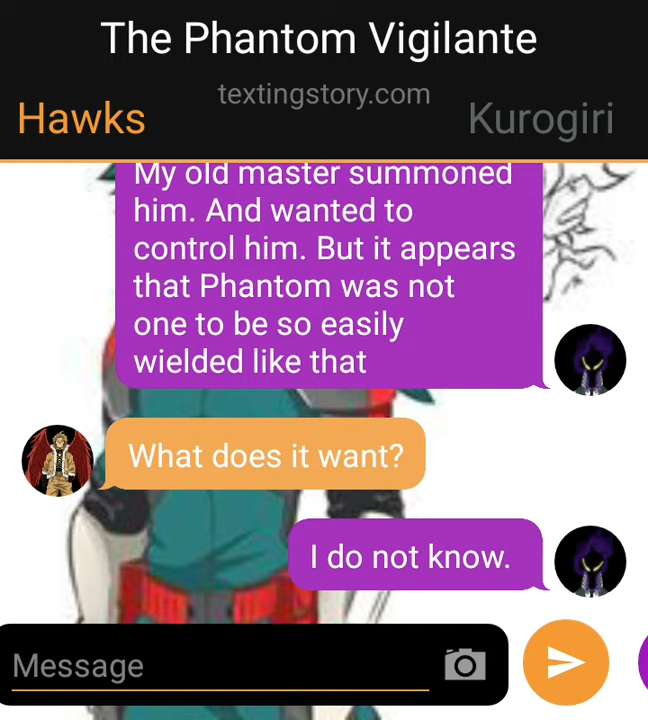 The Phantom Vigilante
textingstory.com
Hawks
Kurogiri
My old master summoned
him. And wanted to
control him. But it appears
that Phantom was not
one to be so easily
wielded like that
What does it want?
I do not know.
Message